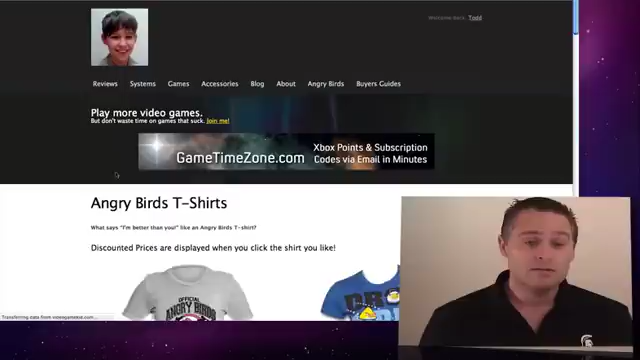 Welcome Back, Todd
Reviews Systems Games Accessories Blog About Angry Birds Buyers Guides
Play more video games.
But don't waste time on games that suck. Join me!
GameTimeZone.com
Xbox Points & Subscription
Codes via Email in Minutes
Angry Birds T-Shirts
What says "I'm better than you!" like an Angry Birds T-shirt?
Discounted Prices are displayed when you click the shirt you like!
OFFICIAL
ANGRY BIRDS